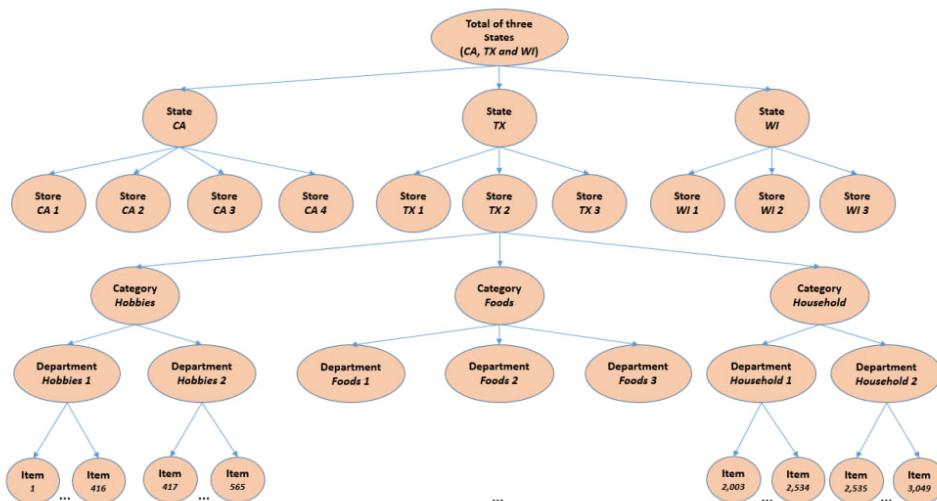 Total of three
States
(CA, TX and WI)
State
CA
State
TX
State
WI
Store
CA 1
Store
CA 2
Store
CA 3
Store
CA 4
Store
TX 1
Store
TX 2
Store
TX 3
Store
WI 1
Store
WI 2
Store
WI 3
Category
Hobbies
Category
Foods
Category
Household
Department
Hobbies 1
Department
Hobbies 2
Department
Foods 1
Department
Foods 2
Department
Foods 3
Department
Household 1
Department
Household 2
Item
1
...
Item
416
Item
417
...
Item
565
...
Item
2,003
...
Item
2,534
Item
2,535
...
Item
3,049